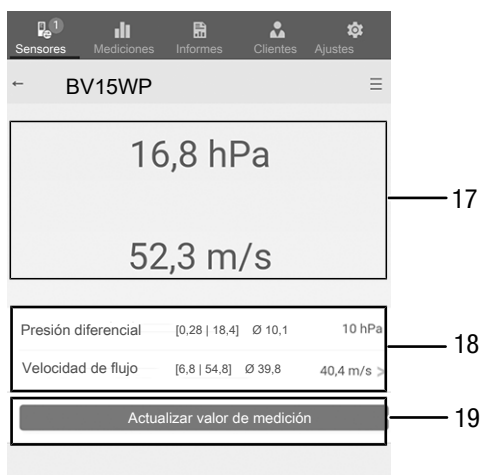 1
Sensores Mediciones Informes Clientes Ajustes
← BV15WP ☰
16,8 hPa
17
52,3 m/s
Presión diferencial [0,28 | 18,4] Ø 10,1 10 hPa
18
Velocidad de flujo [6,8 | 54,8] Ø 39,8 40,4 m/s >
Actualizar valor de medición 19